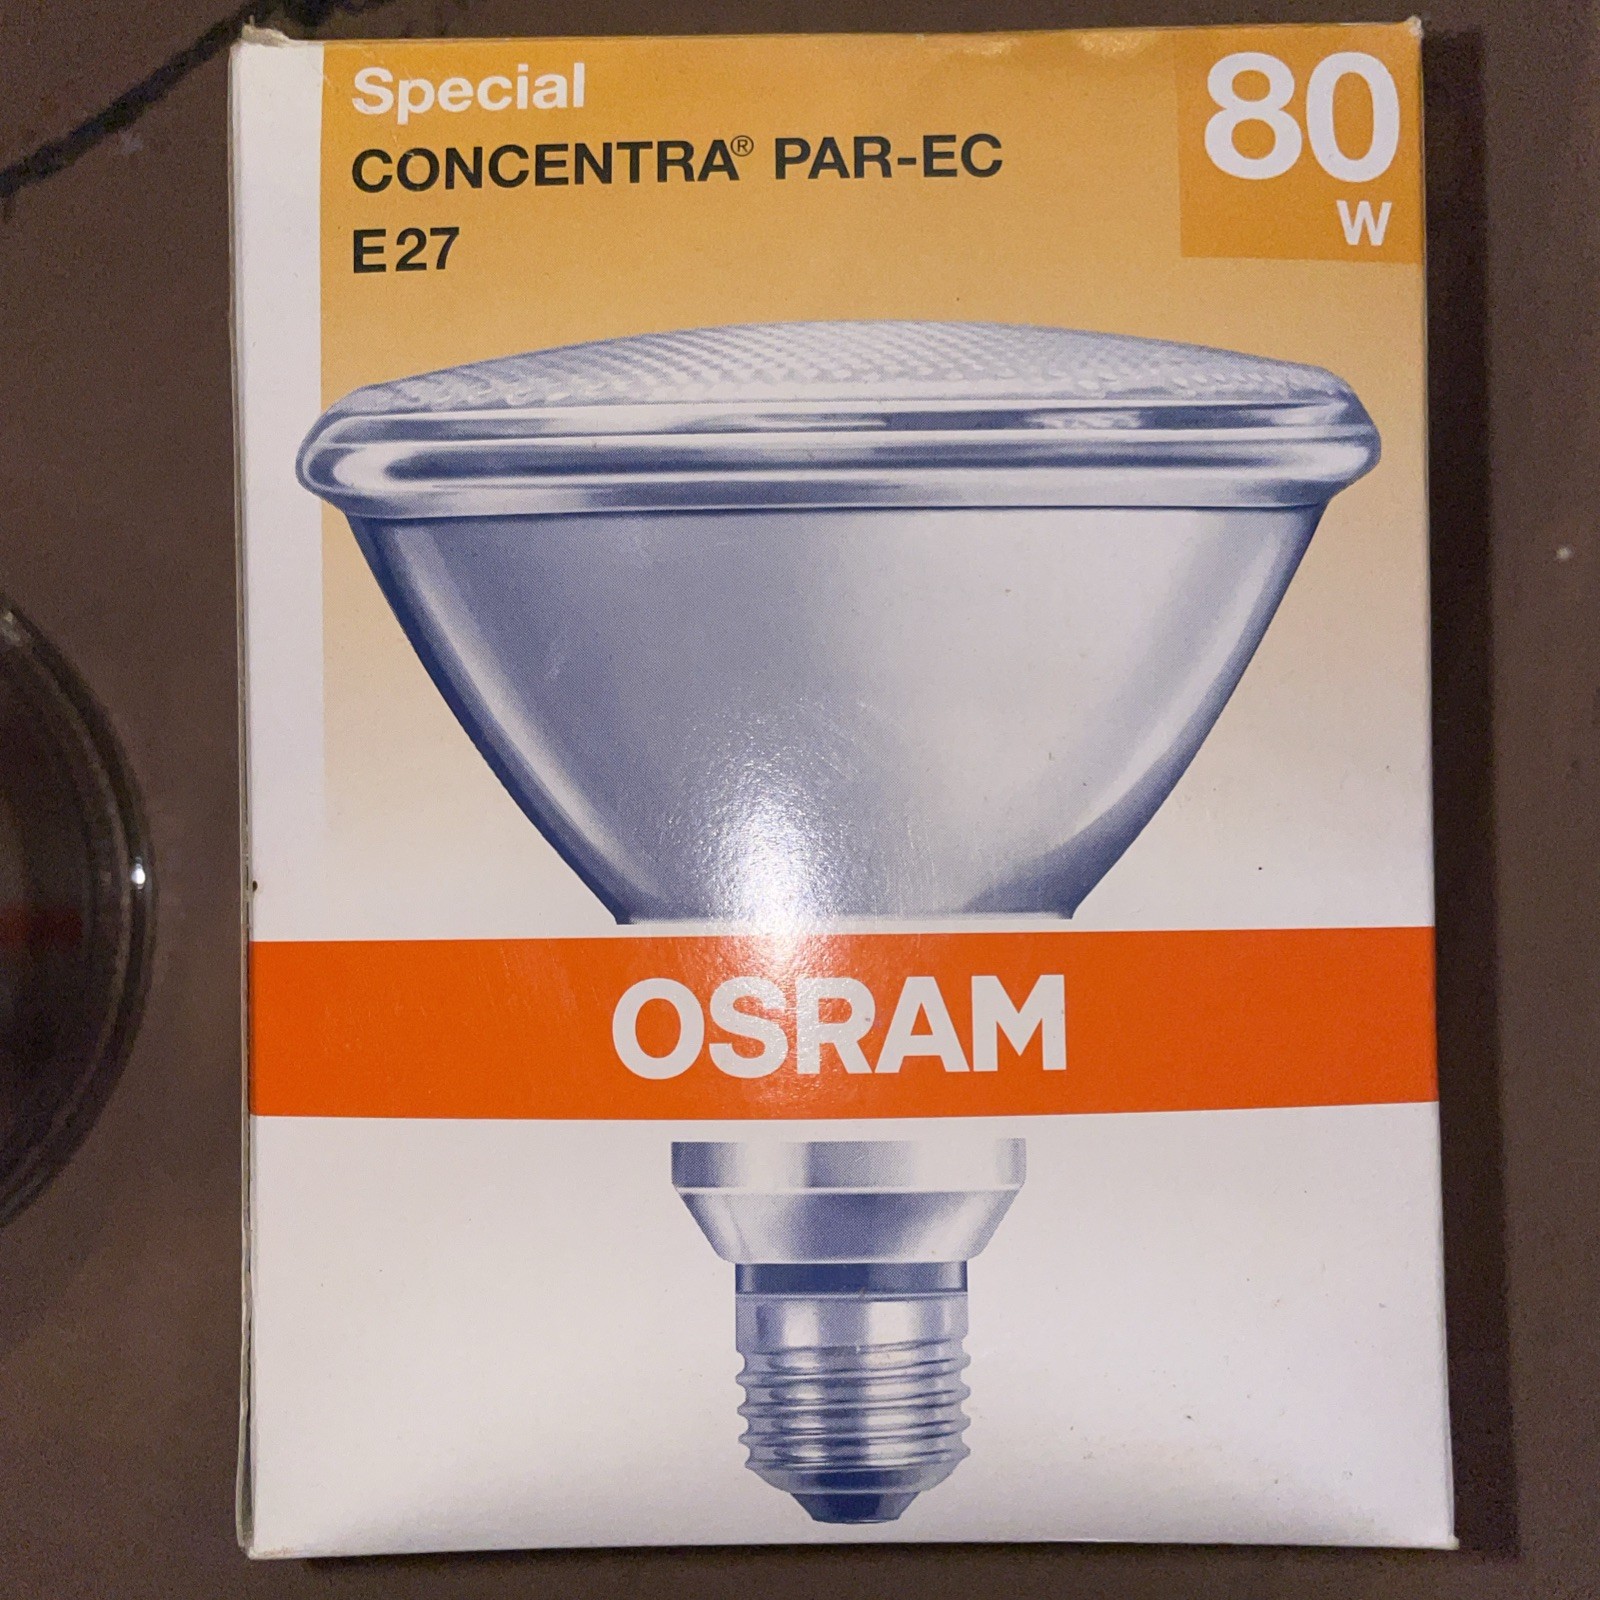 Special
CONCENTRA® PAR-EC
E27
80
W
OSRAM